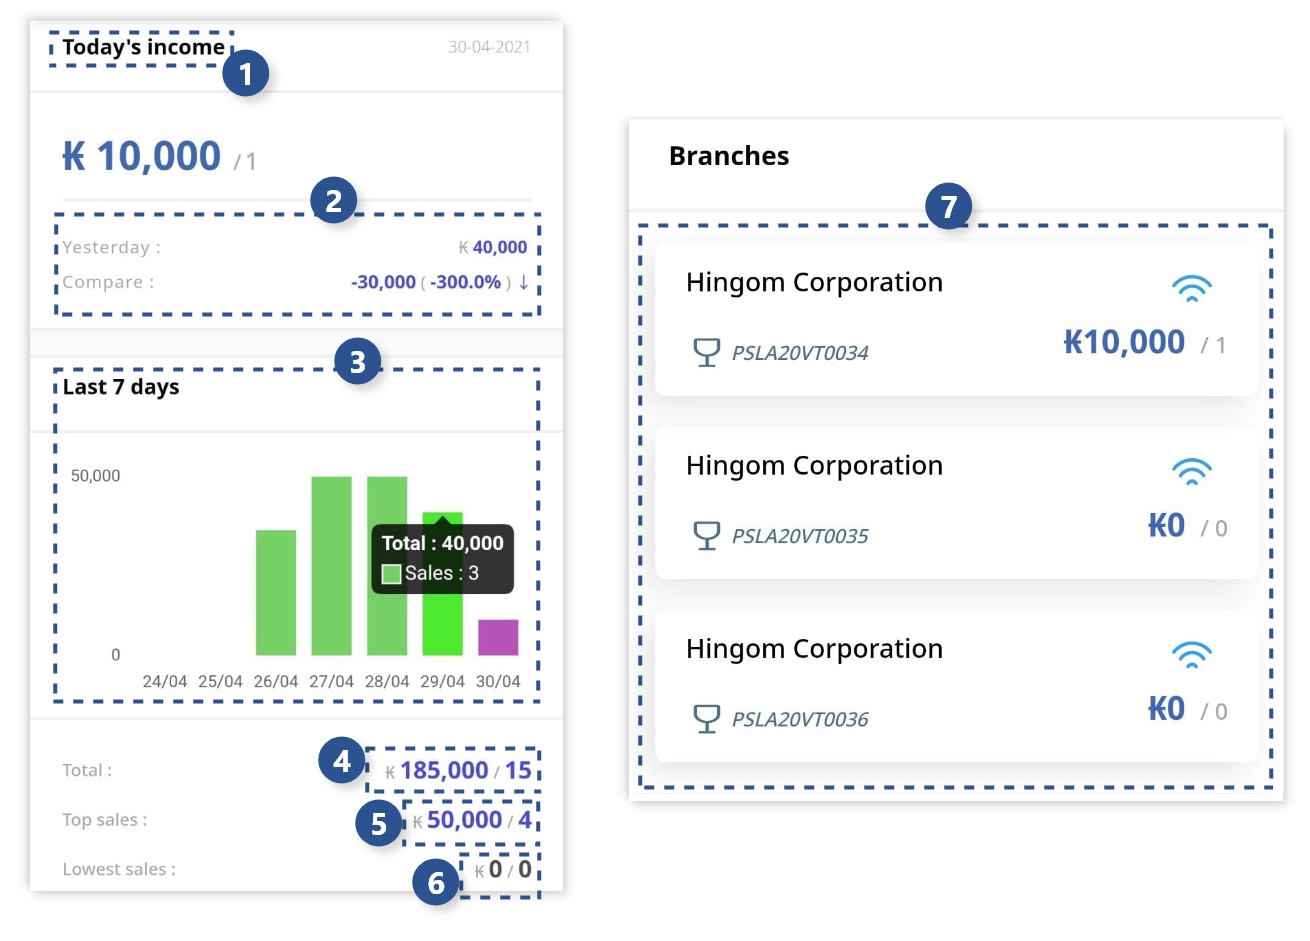 Today's income
30-04-2021
1
₭ 10,000 / 1
2
Yesterday :
₭ 40,000
Compare :
-30,000 ( -300.0% ) ↓
3
Last 7 days
50,000
Total : 40,000
Sales : 3
0
24/04 25/04 26/04 27/04 28/04 29/04 30/04
Total :
4
₭ 185,000 / 15
Top sales :
5
₭ 50,000 / 4
Lowest sales :
6
₭ 0 / 0
Branches
7
Hingom Corporation
PSLA20VT0034
₭10,000 / 1
Hingom Corporation
PSLA20VT0035
₭0 / 0
Hingom Corporation
PSLA20VT0036
₭0 / 0